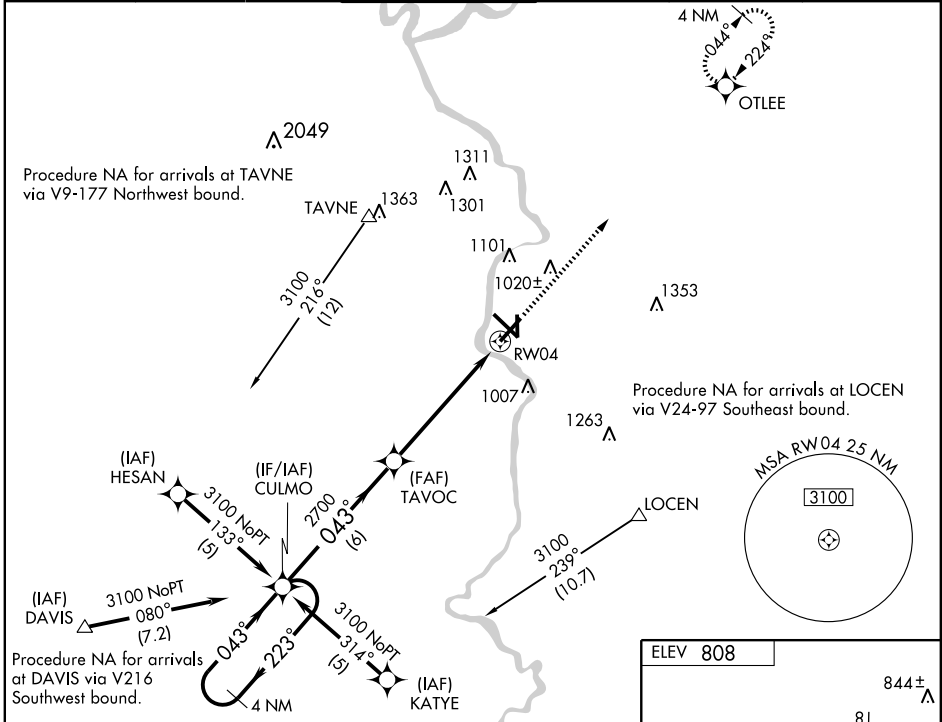 4 NM
044°
224°
OTLEE
2049
Procedure NA for arrivals at TAVNE
via V9-177 Northwest bound.
1311
1301
TAVNE
1363
1101
1020±
3100
216°
(12)
1353
RW04
1007
Procedure NA for arrivals at LOCEN
via V24-97 Southeast bound.
1263
MSA RW04 25 NM
3100
(IAF)
HESAN
(IF/IAF)
CULMO
(FAF)
TAVOC
2700
043°
(6)
3100 NoPT
133°
(5)
LOCEN
3100
239°
(10.7)
(IAF)
DAVIS
3100 NoPT
080°
(7.2)
043°
223°
3100 NoPT
314°
(5)
Procedure NA for arrivals
at DAVIS via V216
Southwest bound.
4 NM
(IAF)
KATYE
ELEV 808
844±